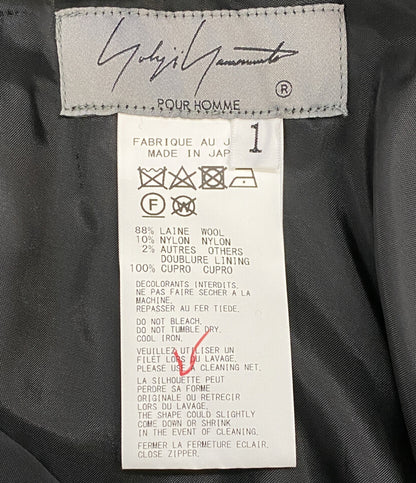 Yohji Yamamoto
®
POUR HOMME
1
FABRIQUE AU J
MADE IN JAP
F W
88% LAINE WOOL
10% NYLON NYLON
2% AUTRES OTHERS
DOUBLURE LINING
100% CUPRO CUPRO
DECOLORANTS INTERDITS.
NE PAS FAIRE SECHER A LA
MACHINE.
REPASSER AU FER TIEDE.
DO NOT BLEACH.
DO NOT TUMBLE DRY.
COOL IRON.
VEUILLEZ UTILISER UN
FILET LORS DU LAVAGE.
PLEASE USE A CLEANING NET.
LA SILHOUETTE PEUT
PERDRE SA FORME
ORIGINALE OU RETRECIR
LORS DU LAVAGE.
THE SHAPE COULD SLIGHTLY
COME DOWN OR SHRINK
IN THE EVENT OF CLEANING.
FERMER LA FERMETURE ECLAIR.
CLOSE ZIPPER.